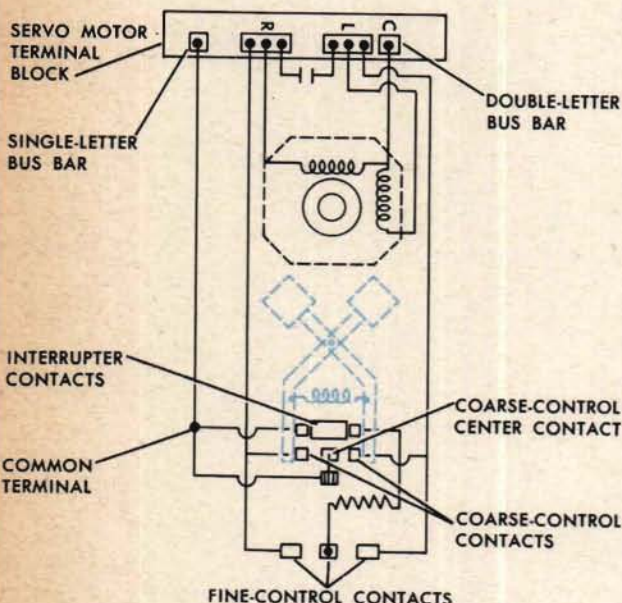 SERVO MOTOR
TERMINAL
BLOCK
R
L
C
DOUBLE-LETTER
BUS BAR
SINGLE-LETTER
BUS BAR
INTERRUPTER
CONTACTS
COARSE-CONTROL
CENTER CONTACT
COMMON
TERMINAL
COARSE-CONTROL
CONTACTS
FINE-CONTROL CONTACTS